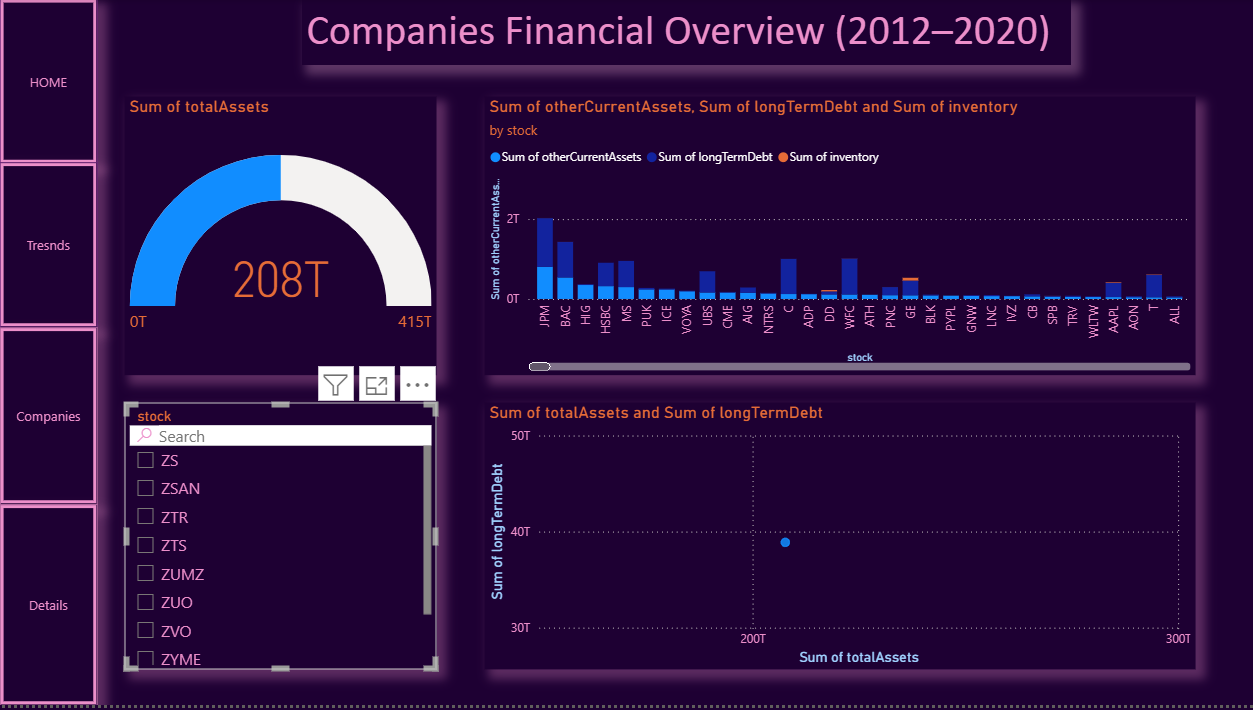 Companies Financial Overview (2012–2020)
HOME
Tresnds
Companies
Details
Sum of totalAssets
208T
0T
415T
Sum of otherCurrentAssets, Sum of longTermDebt and Sum of inventory
by stock
Sum of otherCurrentAssets
Sum of longTermDebt
Sum of inventory
Sum of otherCurrentAss...
2T
0T
JPM
BAC
HIG
HSBC
MS
PUK
ICE
VOYA
UBS
CME
AIG
NTRS
C
ADP
DD
WFC
ATH
PNC
GE
BLK
PYPL
GNW
LNC
IVZ
CB
SPB
TRV
WLTW
AAPL
AON
T
ALL
stock
stock
Search
ZS
ZSAN
ZTR
ZTS
ZUMZ
ZUO
ZVO
ZYME
Sum of totalAssets and Sum of longTermDebt
Sum of longTermDebt
50T
40T
30T
200T
300T
Sum of totalAssets